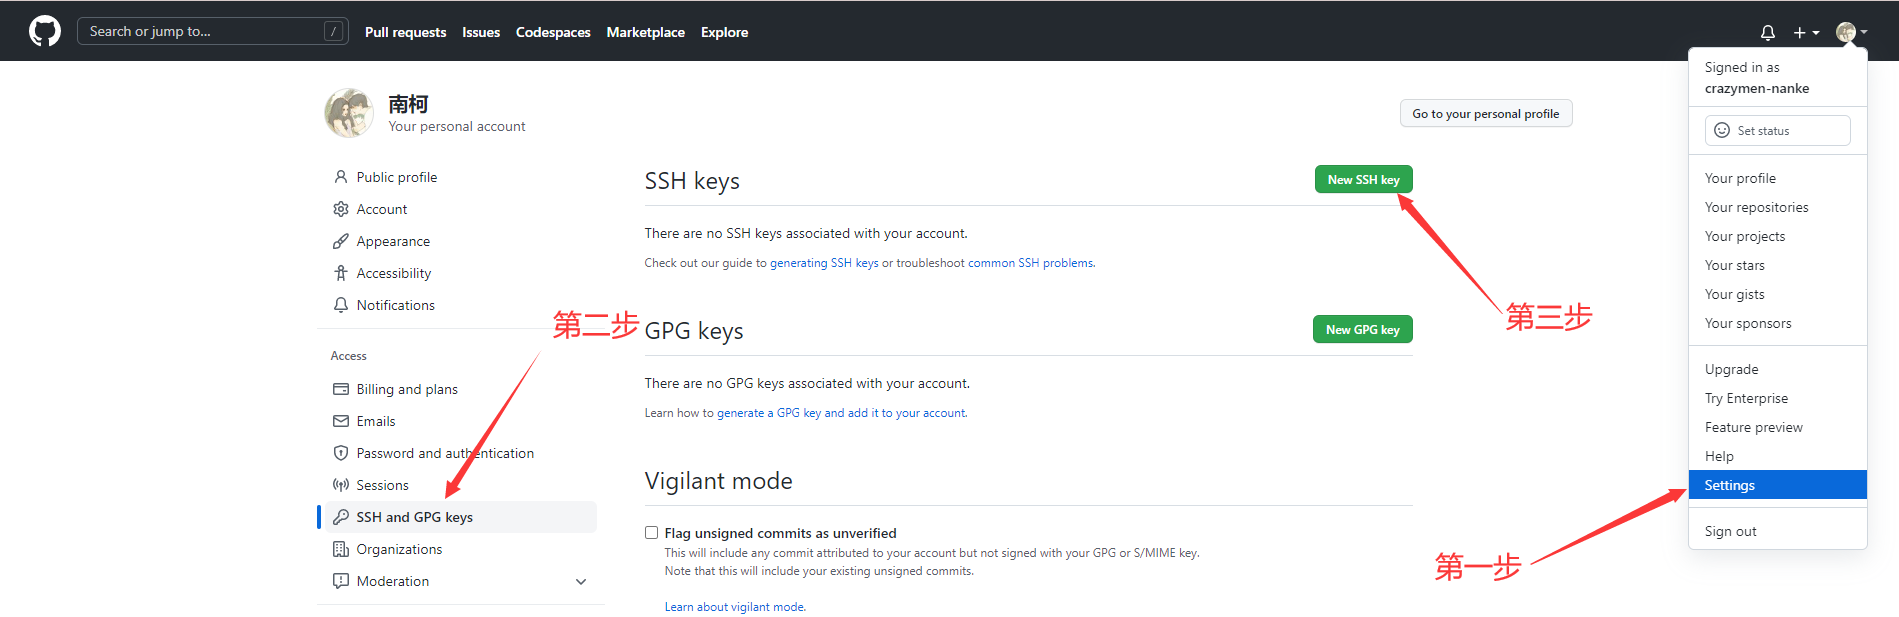 Search or jump to... /
Pull requests Issues Codespaces Marketplace Explore
Signed in as
crazymen-nanke
Set status
Your profile
Your repositories
Your projects
Your stars
Your gists
Your sponsors
Upgrade
Try Enterprise
Feature preview
Help
Settings
Sign out
第一步
南柯
Your personal account
Go to your personal profile
Public profile
Account
Appearance
Accessibility
Notifications
Access
Billing and plans
Emails
Password and authentication
Sessions
SSH and GPG keys
Organizations
Moderation
第二步
SSH keys
New SSH key
第三步
There are no SSH keys associated with your account.
Check out our guide to generating SSH keys or troubleshoot common SSH problems.
GPG keys
New GPG key
There are no GPG keys associated with your account.
Learn how to generate a GPG key and add it to your account.
Vigilant mode
Flag unsigned commits as unverified
This will include any commit attributed to your account but not signed with your GPG or S/MIME key.
Note that this will include your existing unsigned commits.
Learn about vigilant mode.